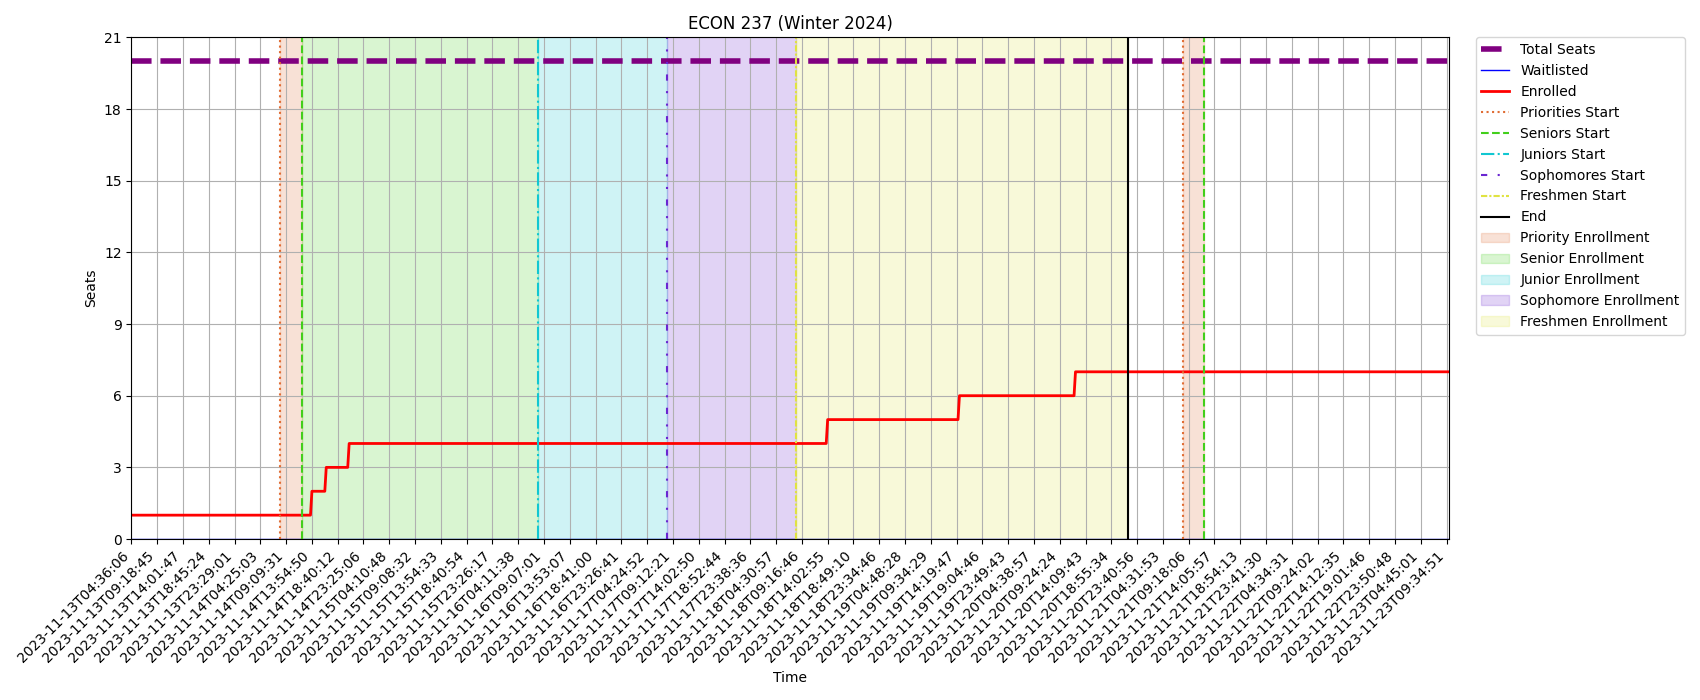 ECON 237 (Winter 2024)
Seats
21
18
15
12
9
6
3
0
2023-11-13T04:36:06
2023-11-13T09:18:45
2023-11-13T14:01:47
2023-11-13T18:45:24
2023-11-13T23:29:01
2023-11-14T04:25:03
2023-11-14T09:09:31
2023-11-14T13:54:50
2023-11-14T18:40:12
2023-11-14T23:25:06
2023-11-15T04:10:48
2023-11-15T09:08:32
2023-11-15T13:54:33
2023-11-15T18:40:54
2023-11-15T23:26:17
2023-11-16T04:11:38
2023-11-16T09:07:01
2023-11-16T13:53:07
2023-11-16T18:41:00
2023-11-16T23:26:41
2023-11-17T04:24:52
2023-11-17T09:12:21
2023-11-17T14:02:50
2023-11-17T18:52:44
2023-11-17T23:38:36
2023-11-18T04:30:57
2023-11-18T09:16:46
2023-11-18T14:02:55
2023-11-18T18:49:10
2023-11-18T23:34:46
2023-11-19T04:48:28
2023-11-19T09:34:29
2023-11-19T14:19:47
2023-11-19T19:04:46
2023-11-19T23:49:43
2023-11-20T04:38:57
2023-11-20T09:24:24
2023-11-20T14:09:43
2023-11-20T18:55:34
2023-11-20T23:40:56
2023-11-21T04:31:53
2023-11-21T09:18:06
2023-11-21T14:05:57
2023-11-21T18:54:13
2023-11-21T23:41:30
2023-11-22T04:34:31
2023-11-22T09:24:02
2023-11-22T14:12:35
2023-11-22T19:01:46
2023-11-22T23:50:48
2023-11-23T04:45:01
2023-11-23T09:34:51
Time
Total Seats
Waitlisted
Enrolled
Priorities Start
Seniors Start
Juniors Start
Sophomores Start
Freshmen Start
End
Priority Enrollment
Senior Enrollment
Junior Enrollment
Sophomore Enrollment
Freshmen Enrollment